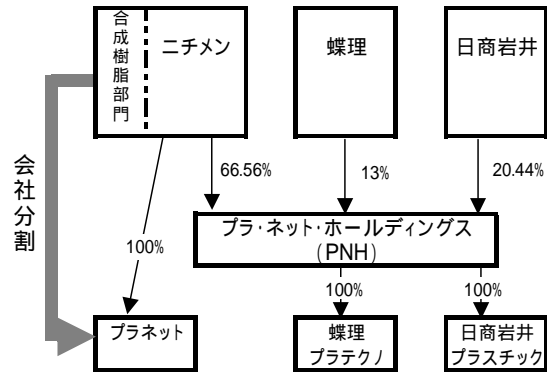 合成樹脂部門
ニチメン
蝶理
日商岩井
会社分割
66.56%
13%
20.44%
100%
プラ・ネット・ホールディングス
(PNH)
100%
100%
プラネット
蝶理
プラテクノ
日商岩井
プラスチック